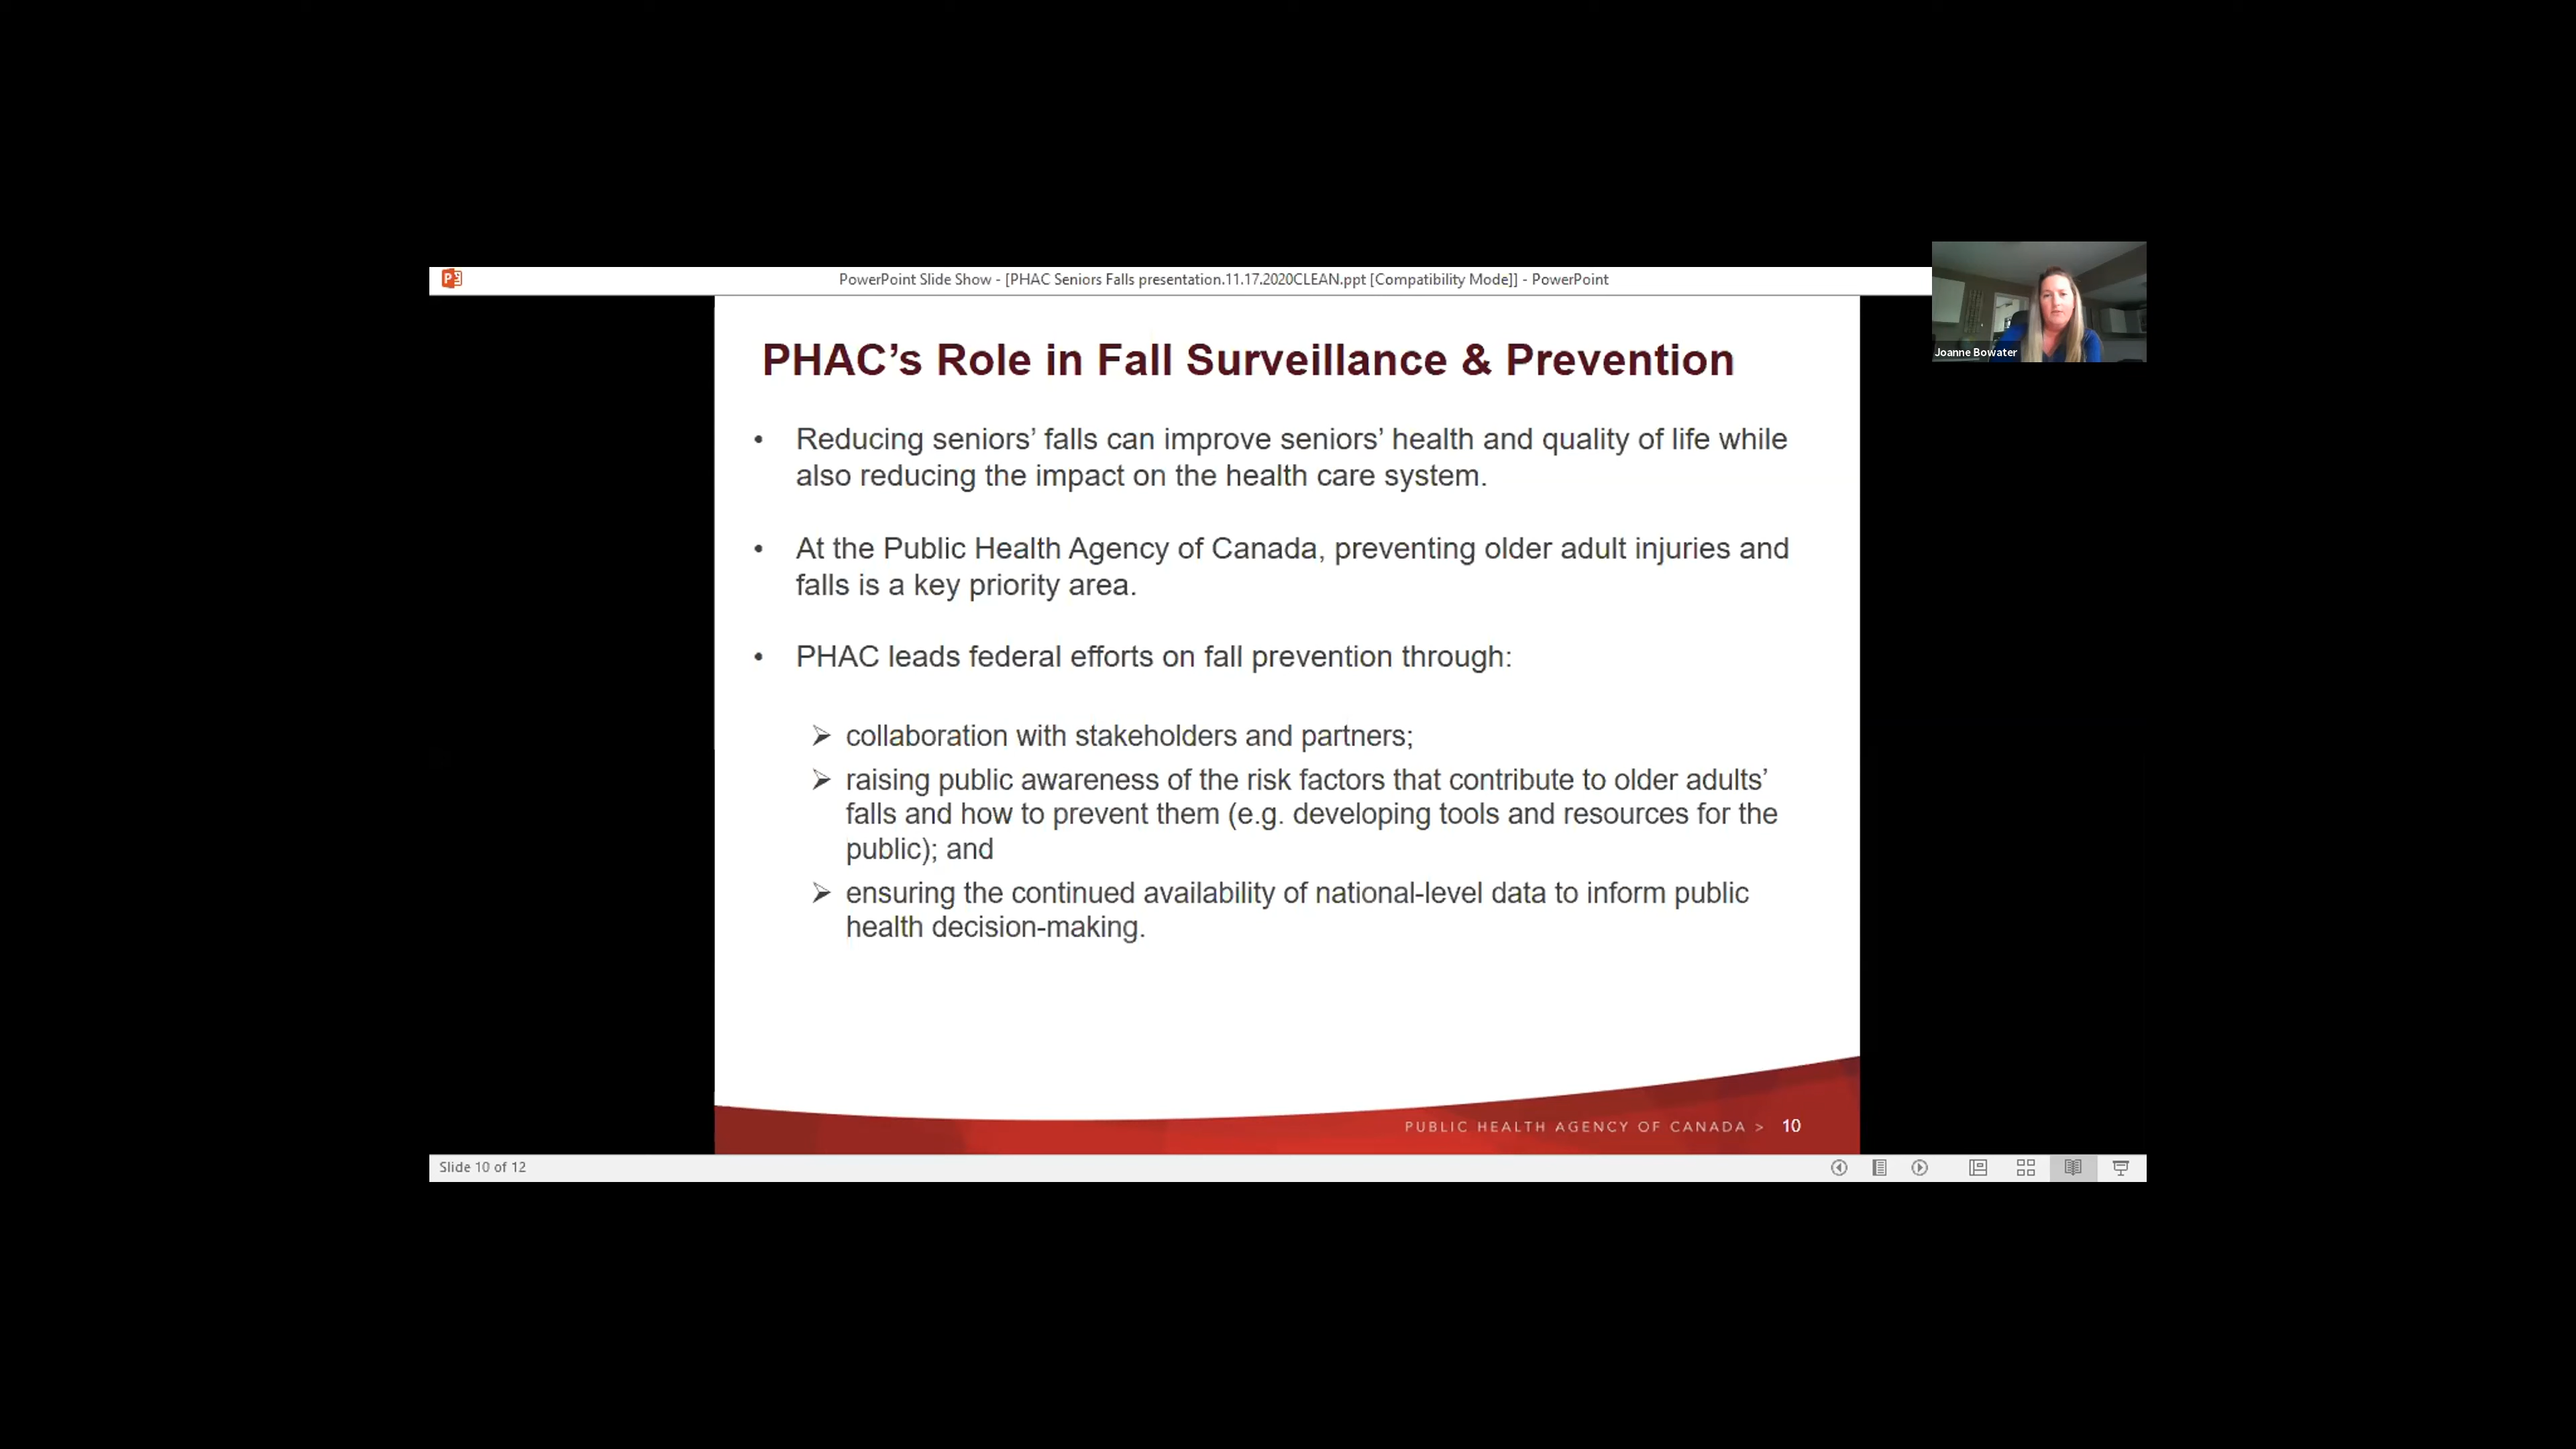 PowerPoint Slide Show - [PHAC Seniors Falls presentation.11.17.2020CLEAN.ppt [Compatibility Mode]] - PowerPoint
Joanne Bowater
PHAC’s Role in Fall Surveillance & Prevention
• Reducing seniors’ falls can improve seniors’ health and quality of life while
also reducing the impact on the health care system.
• At the Public Health Agency of Canada, preventing older adult injuries and
falls is a key priority area.
• PHAC leads federal efforts on fall prevention through:
➢ collaboration with stakeholders and partners;
➢ raising public awareness of the risk factors that contribute to older adults’
falls and how to prevent them (e.g. developing tools and resources for the
public); and
➢ ensuring the continued availability of national-level data to inform public
health decision-making.
PUBLIC HEALTH AGENCY OF CANADA > 10
Slide 10 of 12